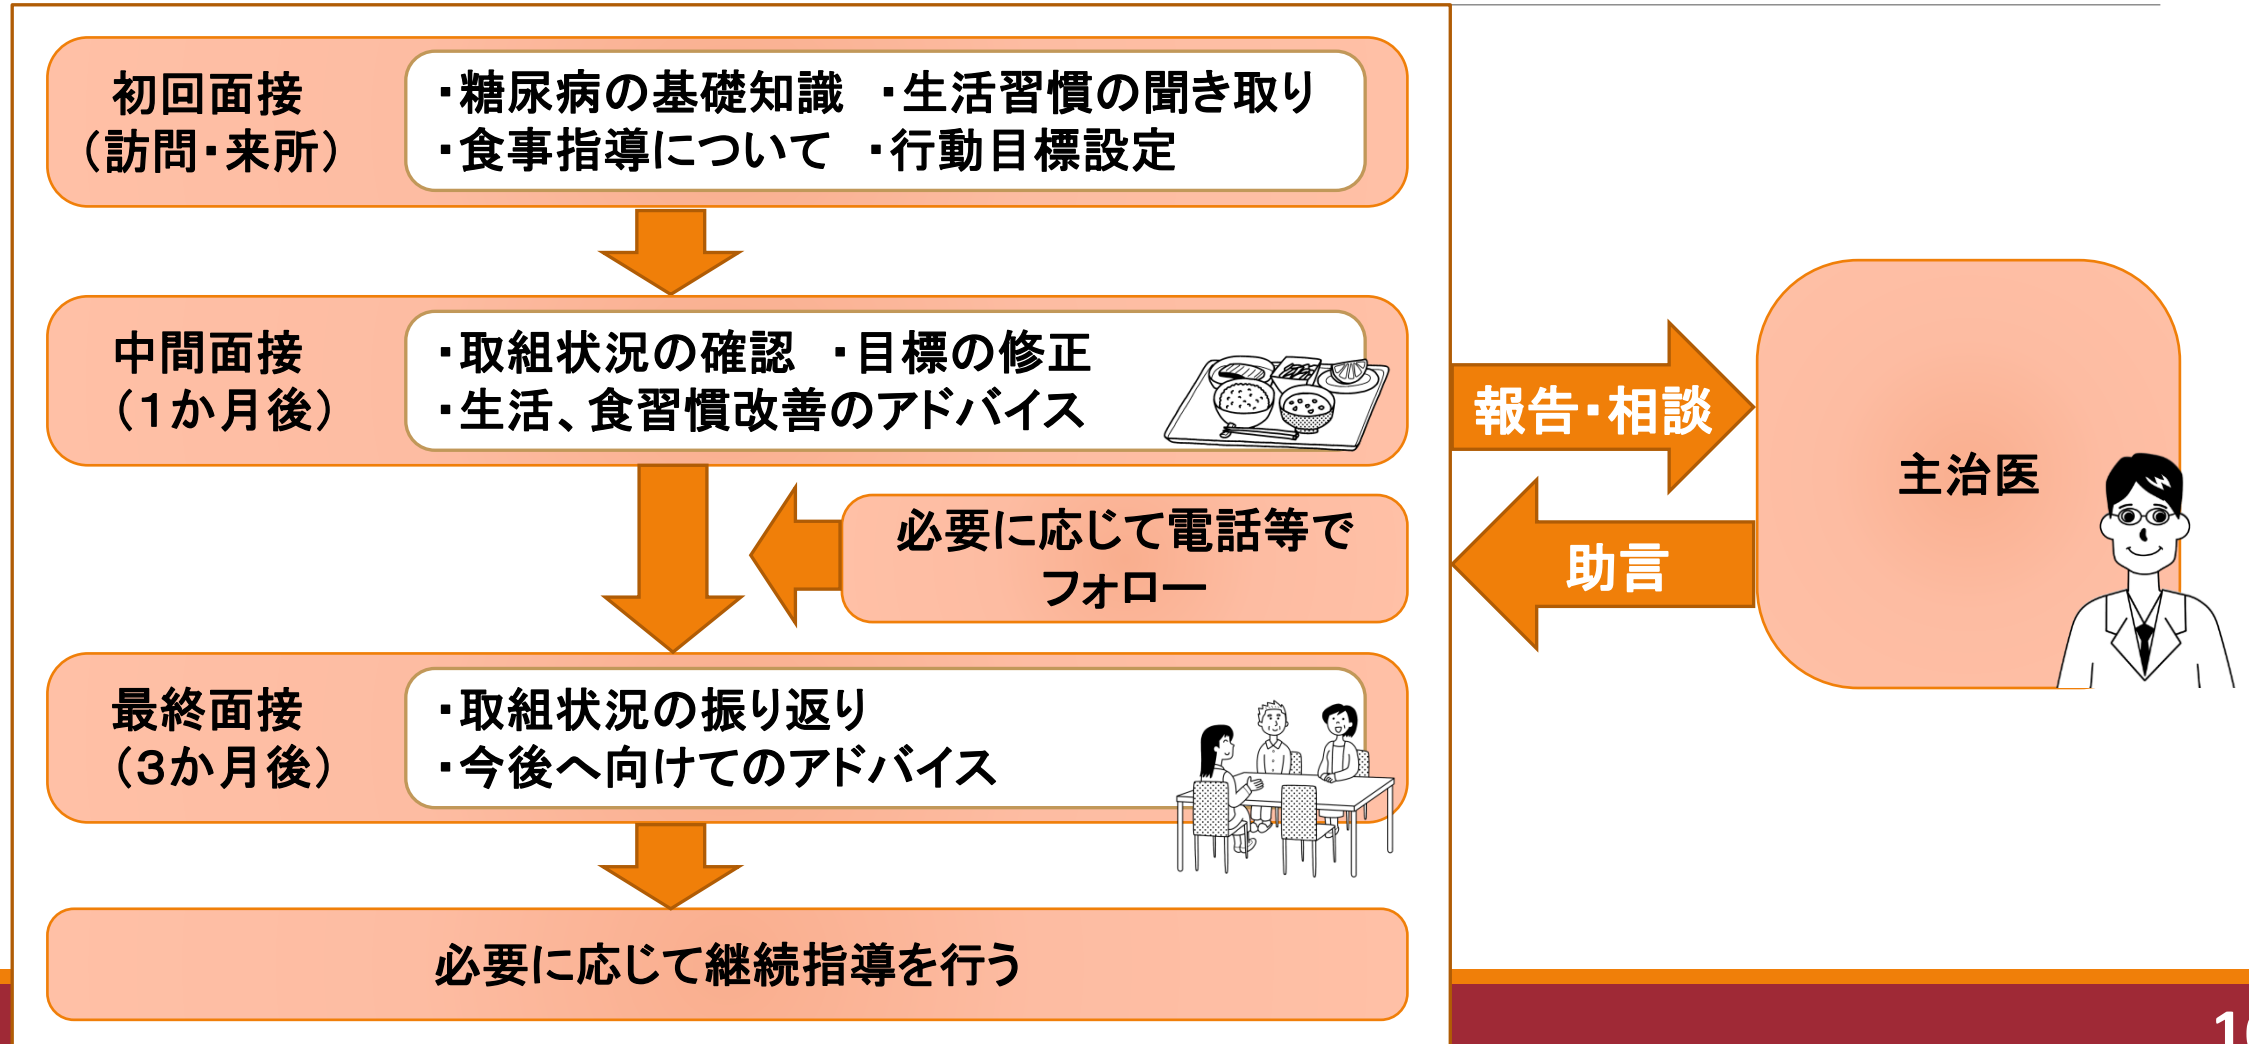 初回面接
（訪問・来所）
・糖尿病の基礎知識　・生活習慣の聞き取り
・食事指導について　・行動目標設定
中間面接
（１か月後）
・取組状況の確認　・目標の修正
・生活、食習慣改善のアドバイス
必要に応じて電話等で
フォロー
最終面接
（３か月後）
・取組状況の振り返り
・今後へ向けてのアドバイス
必要に応じて継続指導を行う
報告・相談
助言
主治医